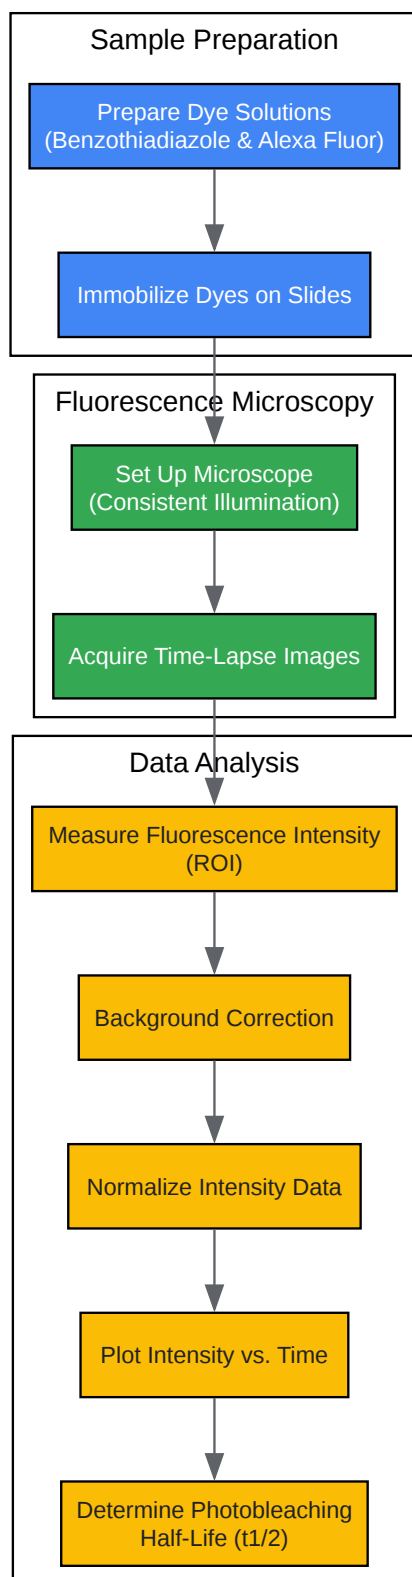 Sample Preparation
Prepare Dye Solutions
(Benzothiadiazole & Alexa Fluor)
Immobilize Dyes on Slides
Fluorescence Microscopy
Set Up Microscope
(Consistent Illumination)
Acquire Time-Lapse Images
Data Analysis
Measure Fluorescence Intensity
(ROI)
Background Correction
Normalize Intensity Data
Plot Intensity vs. Time
Determine Photobleaching
Half-Life (t1/2)